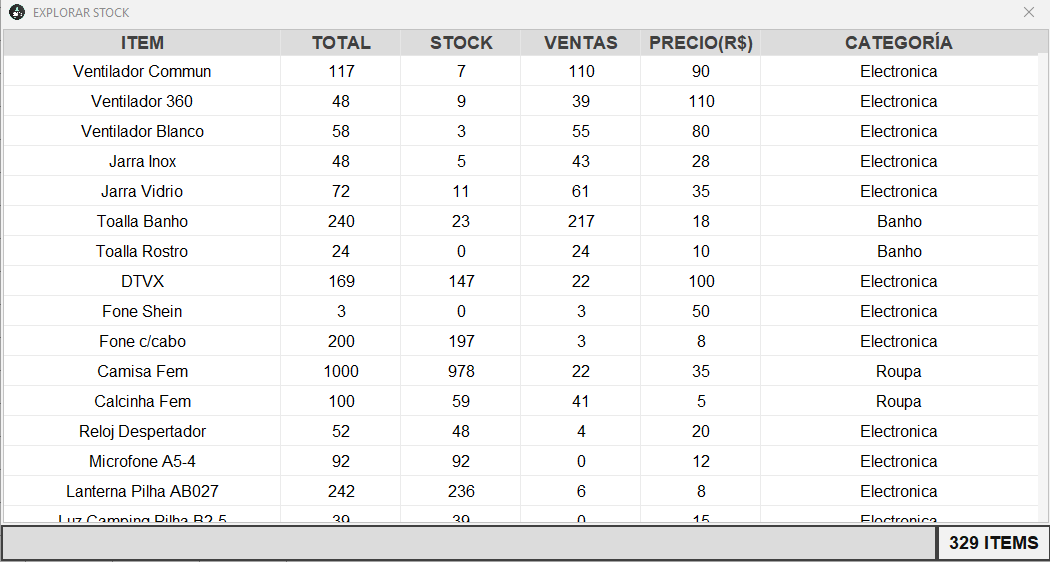 EXPLORAR STOCK
ITEM TOTAL STOCK VENTAS PRECIO(R$) CATEGORÍA
Ventilador Commun 117 7 110 90 Electronica
Ventilador 360 48 9 39 110 Electronica
Ventilador Blanco 58 3 55 80 Electronica
Jarra Inox 48 5 43 28 Electronica
Jarra Vidrio 72 11 61 35 Electronica
Toalla Banho 240 23 217 18 Banho
Toalla Rostro 24 0 24 10 Banho
DTVX 169 147 22 100 Electronica
Fone Shein 3 0 3 50 Electronica
Fone c/cabo 200 197 3 8 Electronica
Camisa Fem 1000 978 22 35 Roupa
Calcinha Fem 100 59 41 5 Roupa
Reloj Despertador 52 48 4 20 Electronica
Microfone A5-4 92 92 0 12 Electronica
Lanterna Pilha AB027 242 236 6 8 Electronica
Luz Camping Pilha B2-5 39 39 0 15 Electronica
329 ITEMS